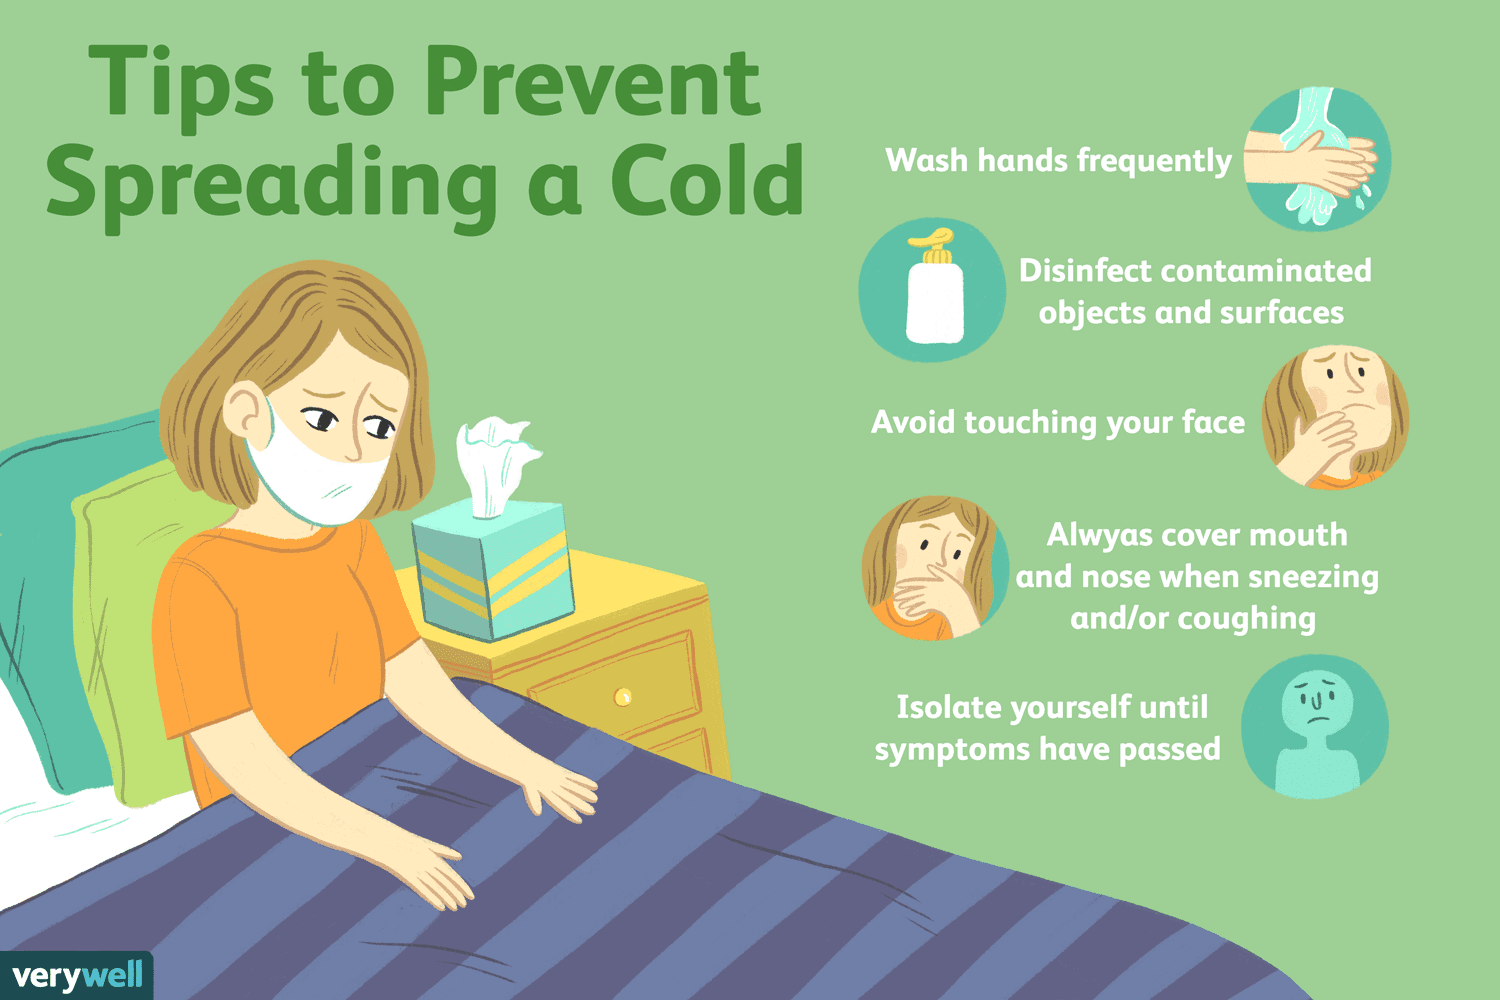 Tips to Prevent
Spreading a Cold
Wash hands frequently
Disinfect contaminated
objects and surfaces
Avoid touching your face
Alwyas cover mouth
and nose when sneezing
and/or coughing
Isolate yourself until
symptoms have passed
verywell